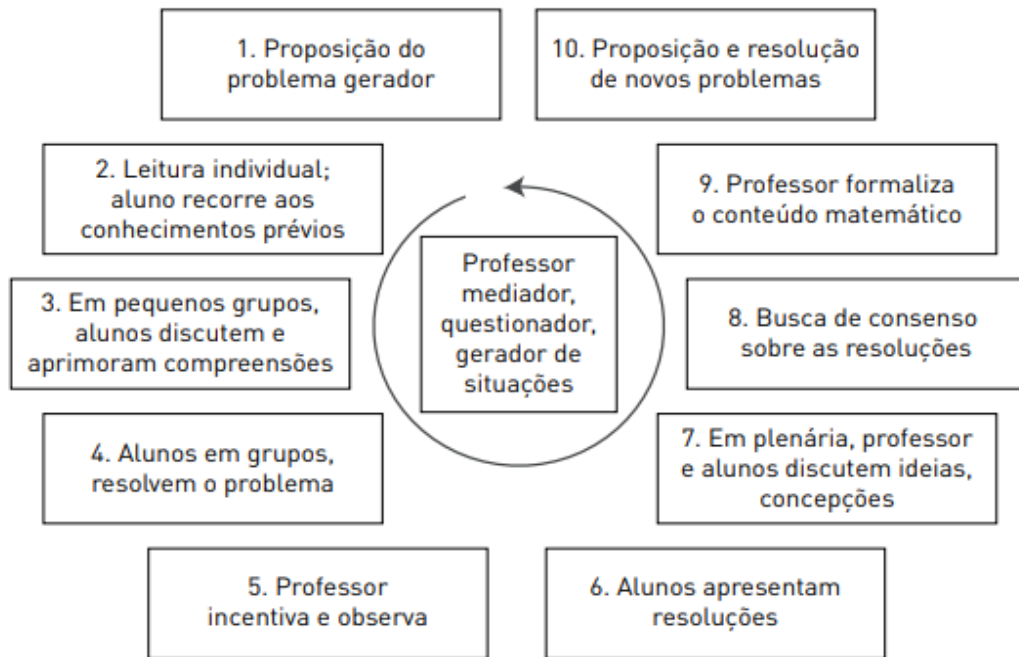 1. Proposição do
problema gerador
2. Leitura individual;
aluno recorre aos
conhecimentos prévios
3. Em pequenos grupos,
alunos discutem e
aprimoram compreensões
4. Alunos em grupos,
resolvem o problema
5. Professor
incentiva e observa
6. Alunos apresentam
resoluções
7. Em plenária, professor
e alunos discutem ideias,
concepções
8. Busca de consenso
sobre as resoluções
9. Professor formaliza
o conteúdo matemático
10. Proposição e resolução
de novos problemas
Professor
mediador,
questionador,
gerador de
situações